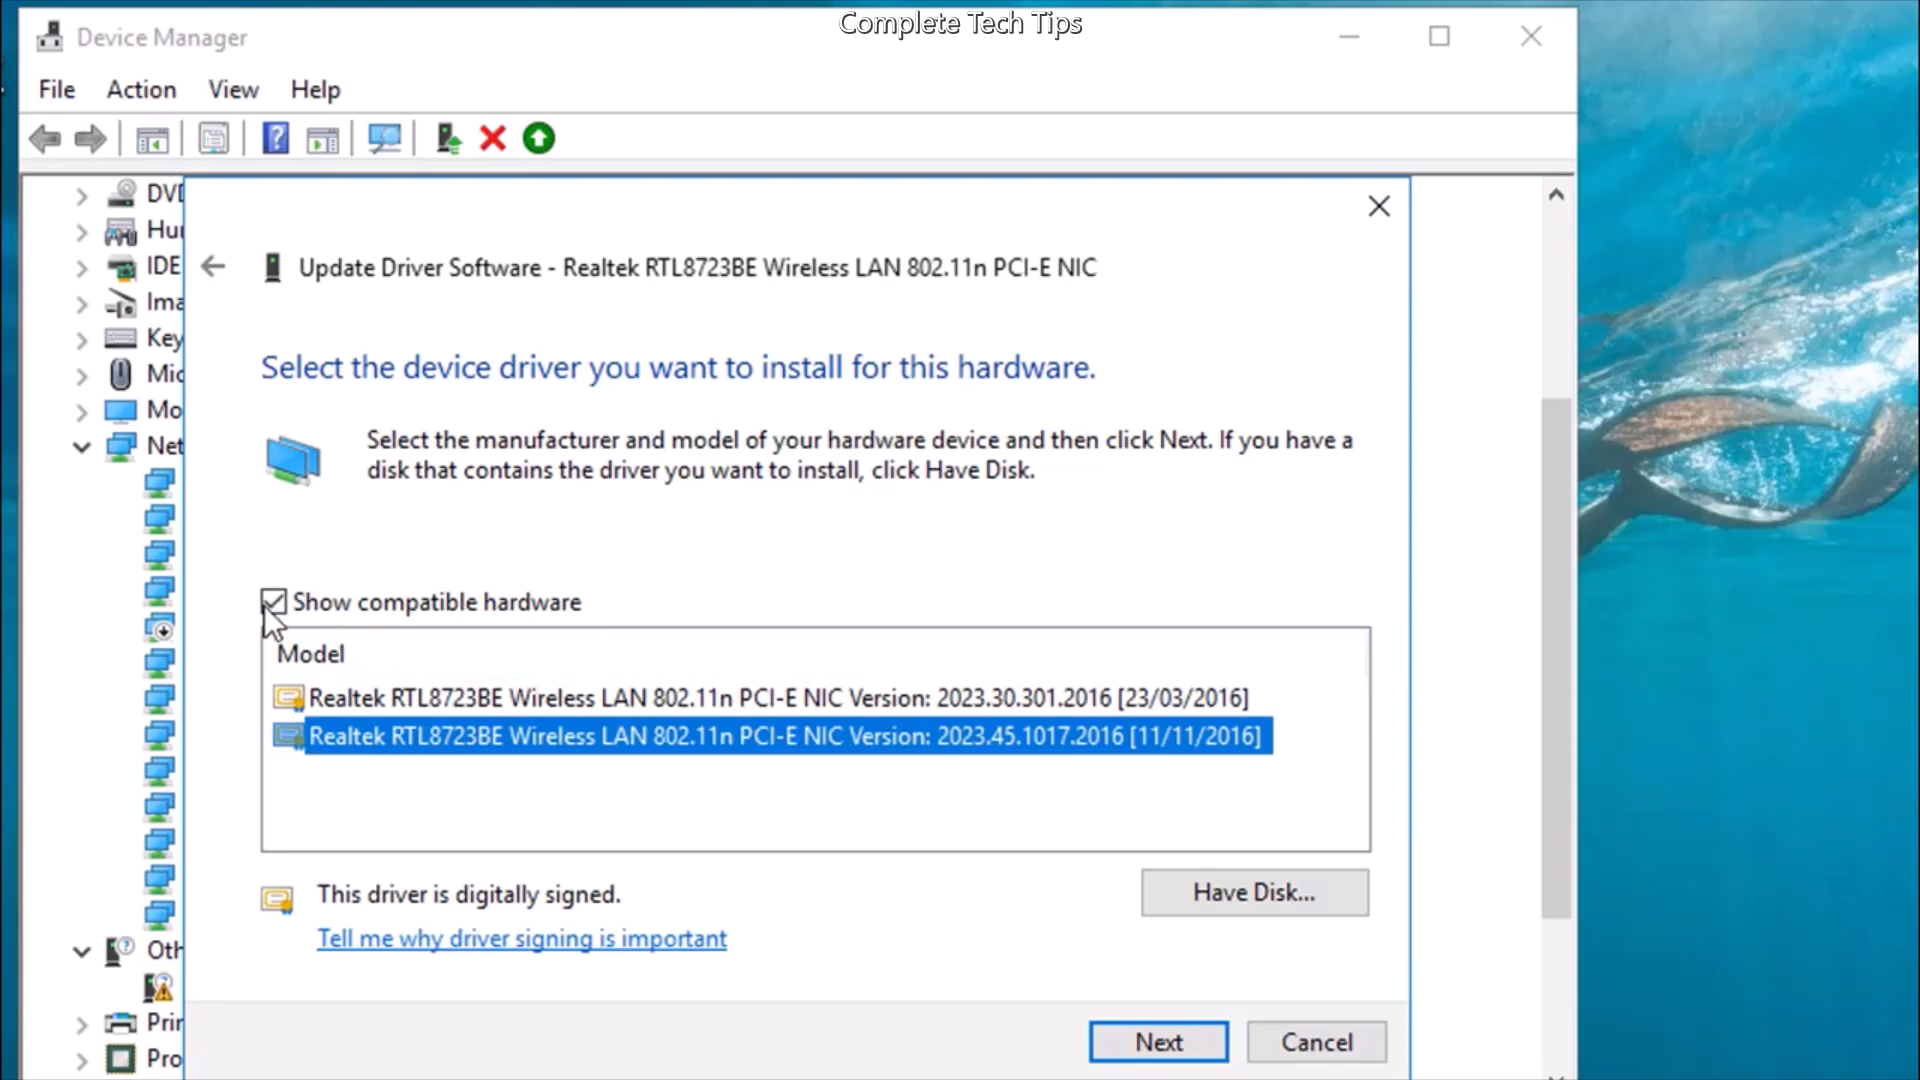 Complete Tech Tips
Device Manager
File Action View Help
DVD
Hu
IDE
Ima
Key
Mic
Mo
Net
Oth
Prin
Pro
Update Driver Software - Realtek RTL8723BE Wireless LAN 802.11n PCI-E NIC
Select the device driver you want to install for this hardware.
Select the manufacturer and model of your hardware device and then click Next. If you have a
disk that contains the driver you want to install, click Have Disk.
Show compatible hardware
Model
Realtek RTL8723BE Wireless LAN 802.11n PCI-E NIC Version: 2023.30.301.2016 [23/03/2016]
Realtek RTL8723BE Wireless LAN 802.11n PCI-E NIC Version: 2023.45.1017.2016 [11/11/2016]
This driver is digitally signed.
Have Disk...
Tell me why driver signing is important
Next Cancel